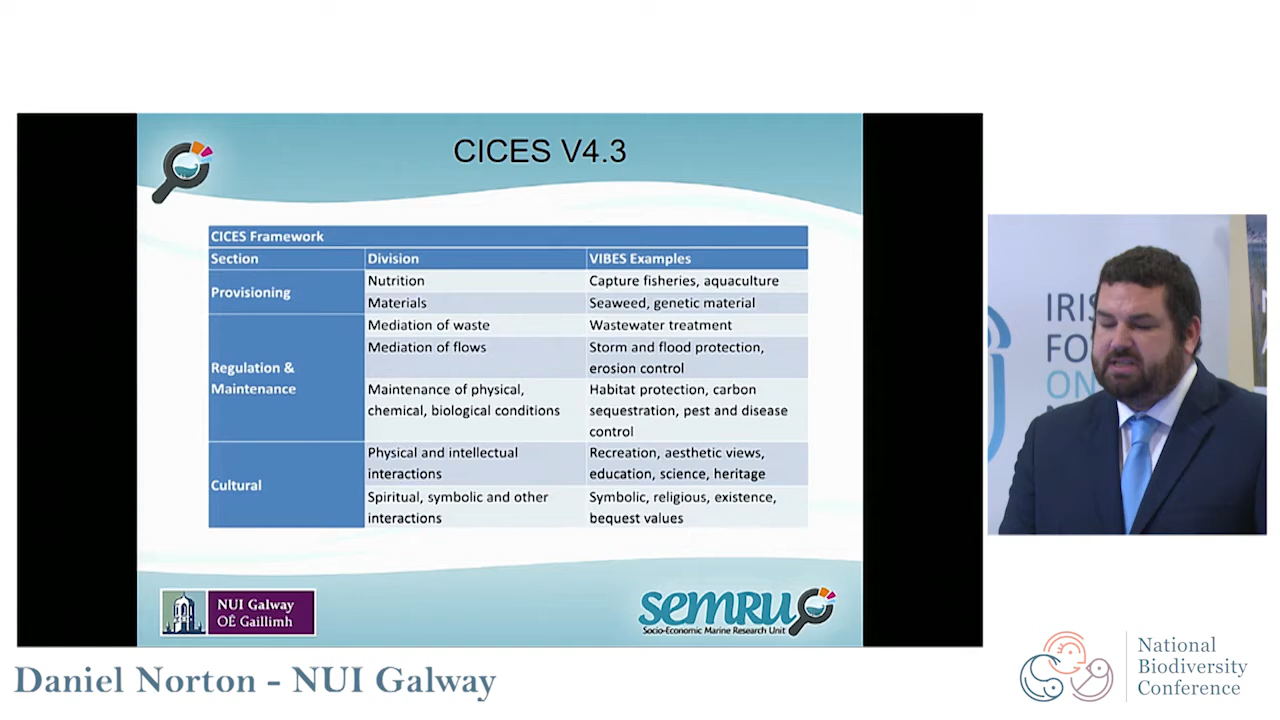 CICES V4.3
CICES Framework
Section
Division
VIBES Examples
Provisioning
Nutrition
Capture fisheries, aquaculture
Materials
Seaweed, genetic material
Regulation &
Maintenance
Mediation of waste
Wastewater treatment
Mediation of flows
Storm and flood protection,
erosion control
Maintenance of physical,
chemical, biological conditions
Habitat protection, carbon
sequestration, pest and disease
control
Cultural
Physical and intellectual
interactions
Recreation, aesthetic views,
education, science, heritage
Spiritual, symbolic and other
interactions
Symbolic, religious, existence,
bequest values
NUI Galway
OÉ Gaillimh
SEMRU
Socio-Economic Marine Research Unit
Daniel Norton - NUI Galway
National
Biodiversity
Conference